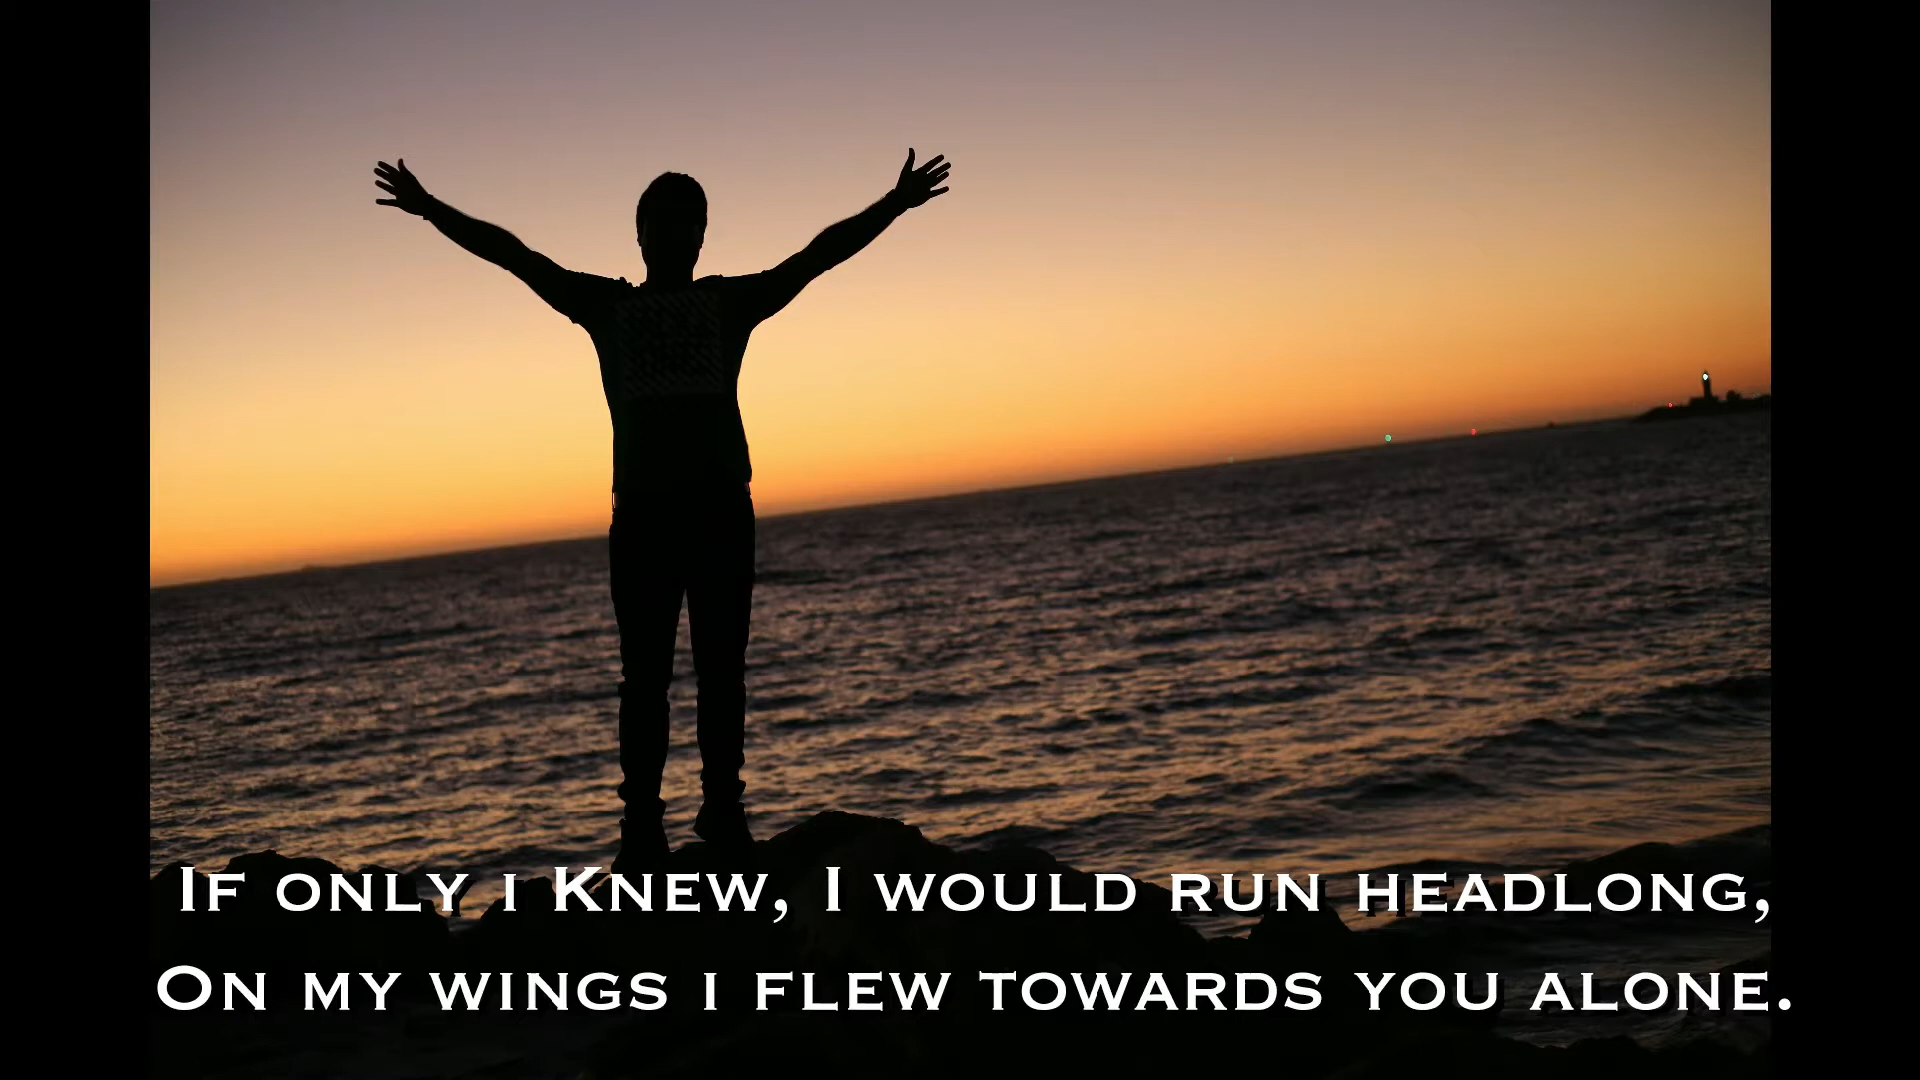 If only i Knew, I would run headlong,
On my wings i flew towards you alone.